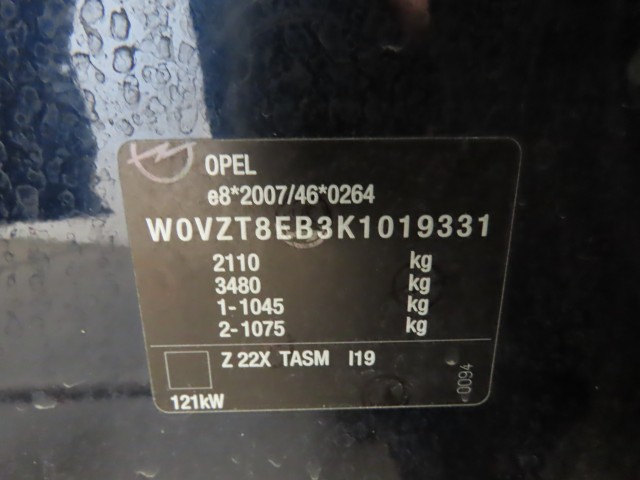 OPEL
e8*2007/46*0264
W0VZT8EB3K1019331
2110 kg
3480 kg
1-1045 kg
2-1075 kg
Z 22X TASM I19
121kW
0094